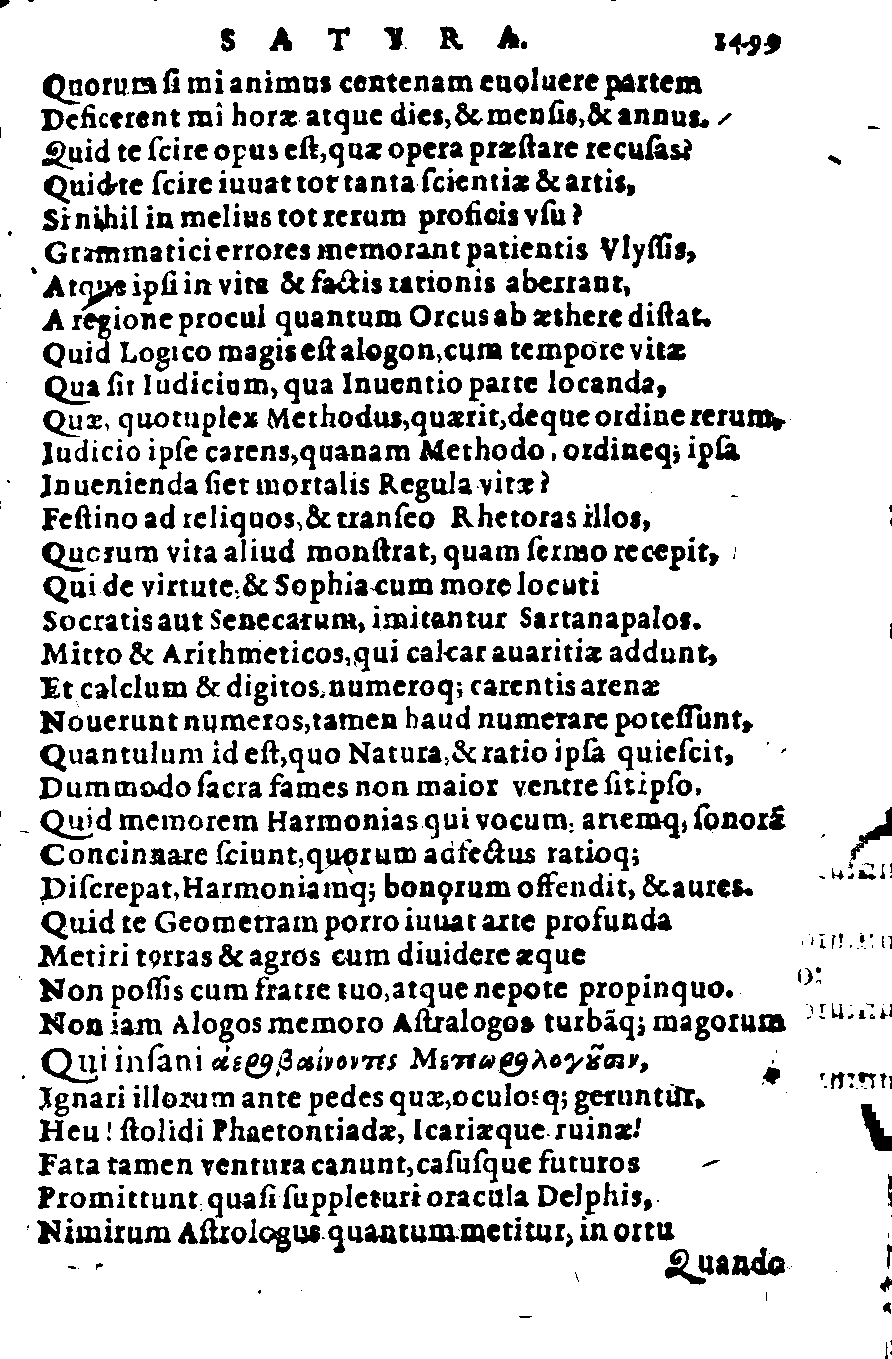 SATYRA. 1499
Quorum ſi mi animus centenam euoluere partem
Deficerent mi horæ atque dies,& menſis,& annus.
Quid te ſcire opus eſt,quæ opera præſtare recuſas?
Quid te ſcire iuuat tot tanta ſcientiæ & artis,
Si nihil in melius tot rerum proficis vſu?
Grammatici errores memorant patientis Vlyſſis,
Atque ipſi in vita & factis rationis aberrant,
A regione procul quantum Orcus ab æthere diſtat.
Quid Logico magis eſt alogon,cum tempore vitæ
Qua ſit Iudicium, qua Inuentio parte locanda,
Quæ, quotuplex Methodus,quærit,deque ordine rerum,
Iudicio ipſe carens,quanam Methodo, ordineq; ipſa
Inuenienda ſiet mortalis Regula vitæ?
Feſtino ad reliquos,& tranſeo Rhetoras illos,
Quorum vita aliud monſtrat, quam ſermo recepit,
Qui de virtute,& Sophia cum more locuti
Socratis aut Senecarum, imitantur Sartanapalos.
Mitto & Arithmeticos,qui calcar auaritiæ addunt,
Et calclum & digitos,numeroq; carentis arenæ
Nouerunt numeros,tamen haud numerare poteſſunt,
Quantulum id eſt,quo Natura,& ratio ipſa quieſcit,
Dummodo ſacra fames non maior ventre ſit ipſo.
Quid memorem Harmonias qui vocum, artemq; ſonorũ
Concinnare ſciunt,quorum adfectus ratioq;
Diſcrepat,Harmoniamq; bonorum offendit, & aures.
Quid te Geometram porro iuuat arte profunda
Metiri terras & agros cum diuidere æque
Non poſſis cum fratre tuo,atque nepote propinquo.
Non iam Alogos memoro Aſtralogos turbãq; magorum
Qui inſani ἀεροβαίνοντες Μετωρολογοῦσιν,
Ignari illorum ante pedes quæ,oculosq; geruntur.
Heu! ſtolidi Phaetontiadæ, Icariæque ruinæ!
Fata tamen ventura canunt,caſuſque futuros
Promittunt quaſi ſuppleturi oracula Delphis,
Nimirum Aſtrologus quantum metitur, in ortu
Quando